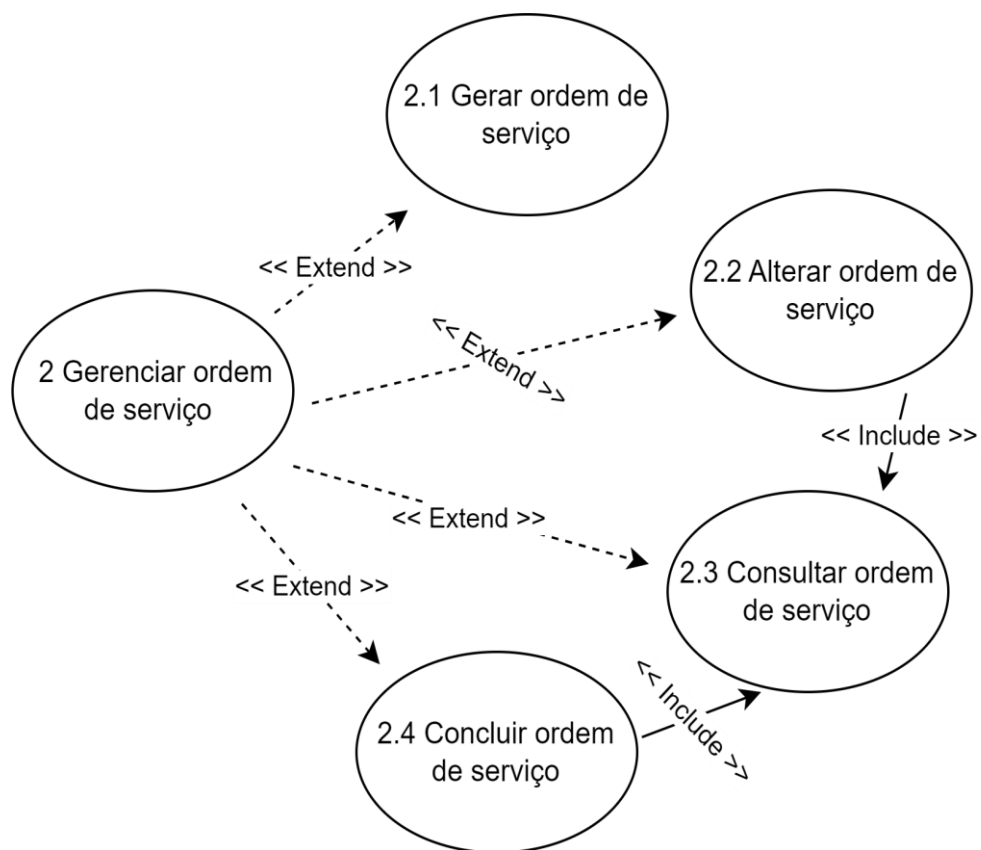 2.1 Gerar ordem de
serviço
<< Extend >>
2.2 Alterar ordem de
serviço
<< Extend >>
2 Gerenciar ordem
de serviço
<< Include >>
<< Extend >>
2.3 Consultar ordem
de serviço
<< Extend >>
<< Include >>
2.4 Concluir ordem
de serviço